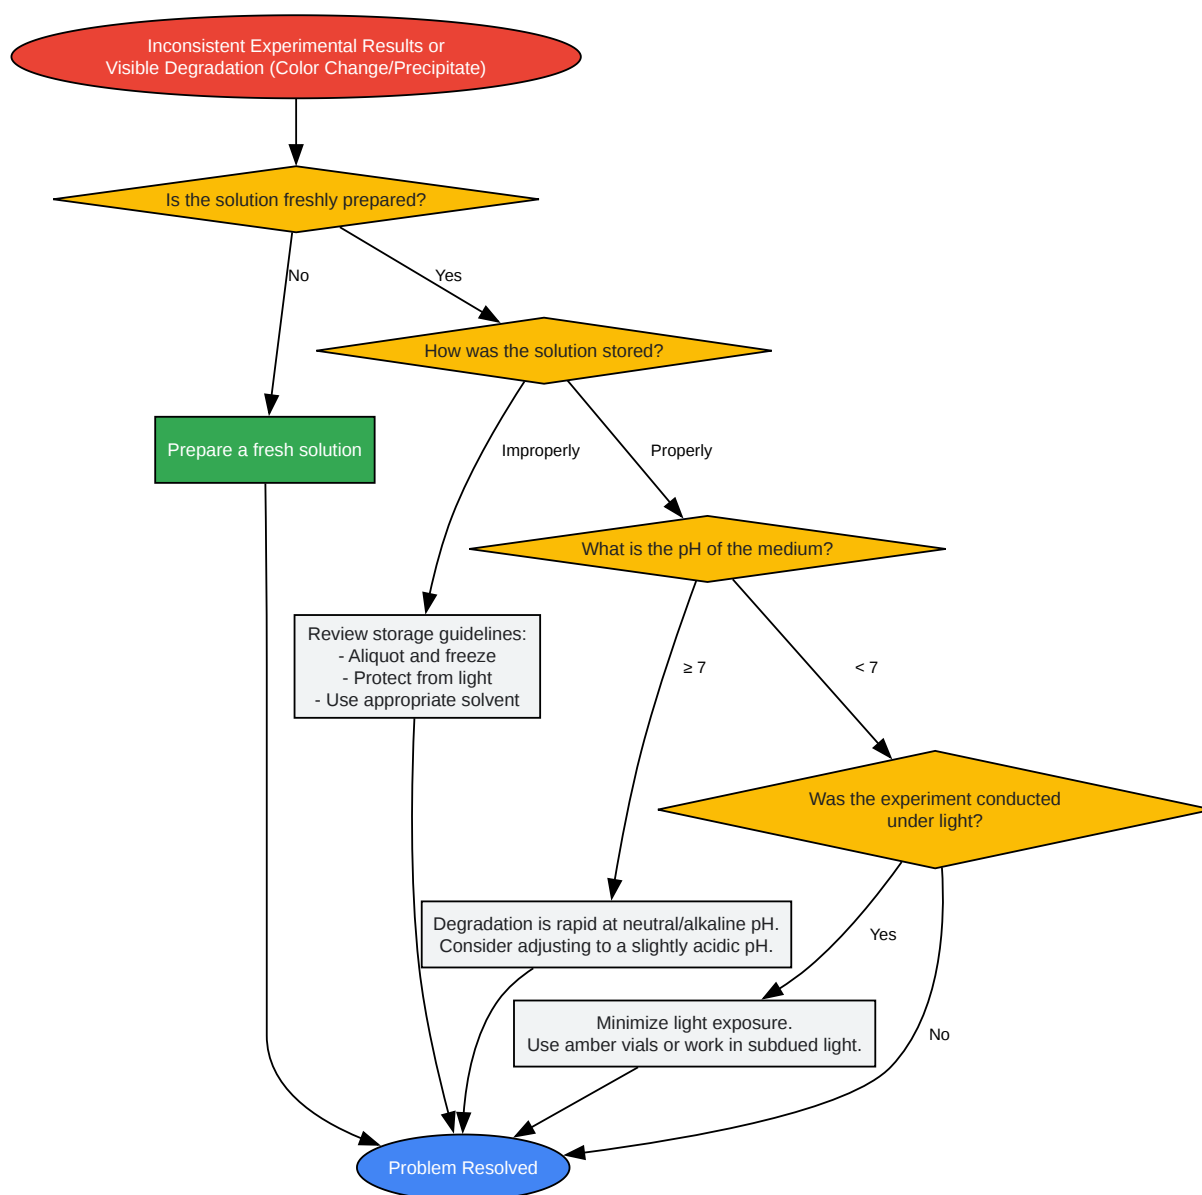 Inconsistent Experimental Results or
Visible Degradation (Color Change/Precipitate)
Is the solution freshly prepared?
No
Yes
How was the solution stored?
Prepare a fresh solution
Improperly
Properly
What is the pH of the medium?
Review storage guidelines:
- Aliquot and freeze
- Protect from light
- Use appropriate solvent
≥ 7
< 7
Was the experiment conducted
under light?
Degradation is rapid at neutral/alkaline pH.
Consider adjusting to a slightly acidic pH.
Yes
Minimize light exposure.
Use amber vials or work in subdued light.
No
Problem Resolved